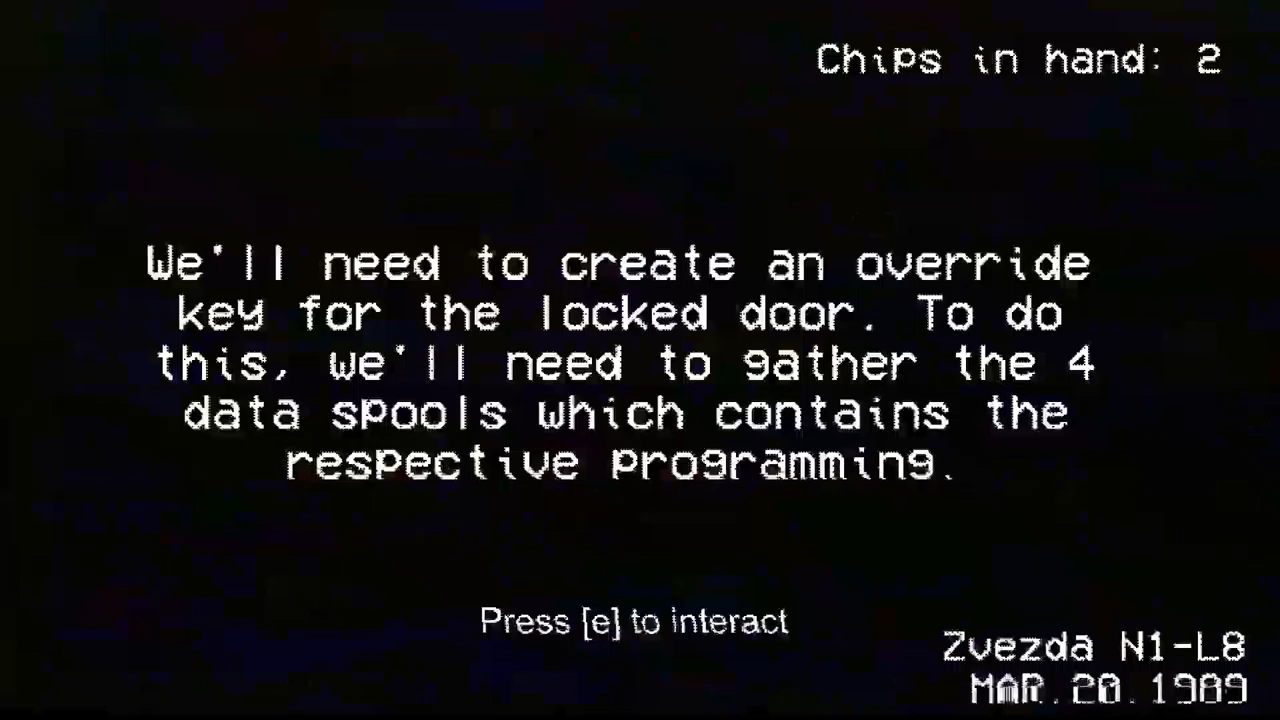 Chips in hand: 2
We'll need to create an override
key for the locked door. To do
this, we'll need to gather the 4
data spools which contains the
respective programming.
Press [e] to interact
Zvezda N1-L8
MAR.20.1989